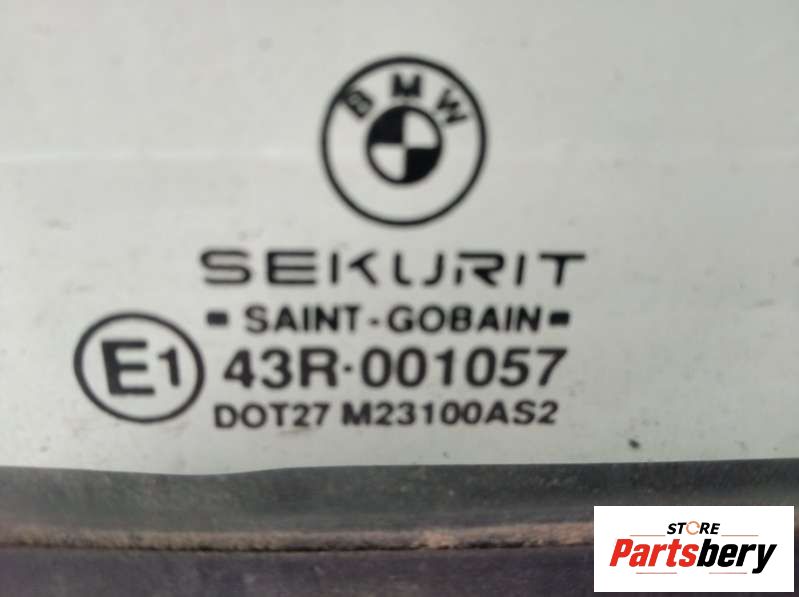 BMW
SEKURIT
SAINT-GOBAIN
E1 43R·001057
DOT27 M23100AS2
STORE
Partsbery